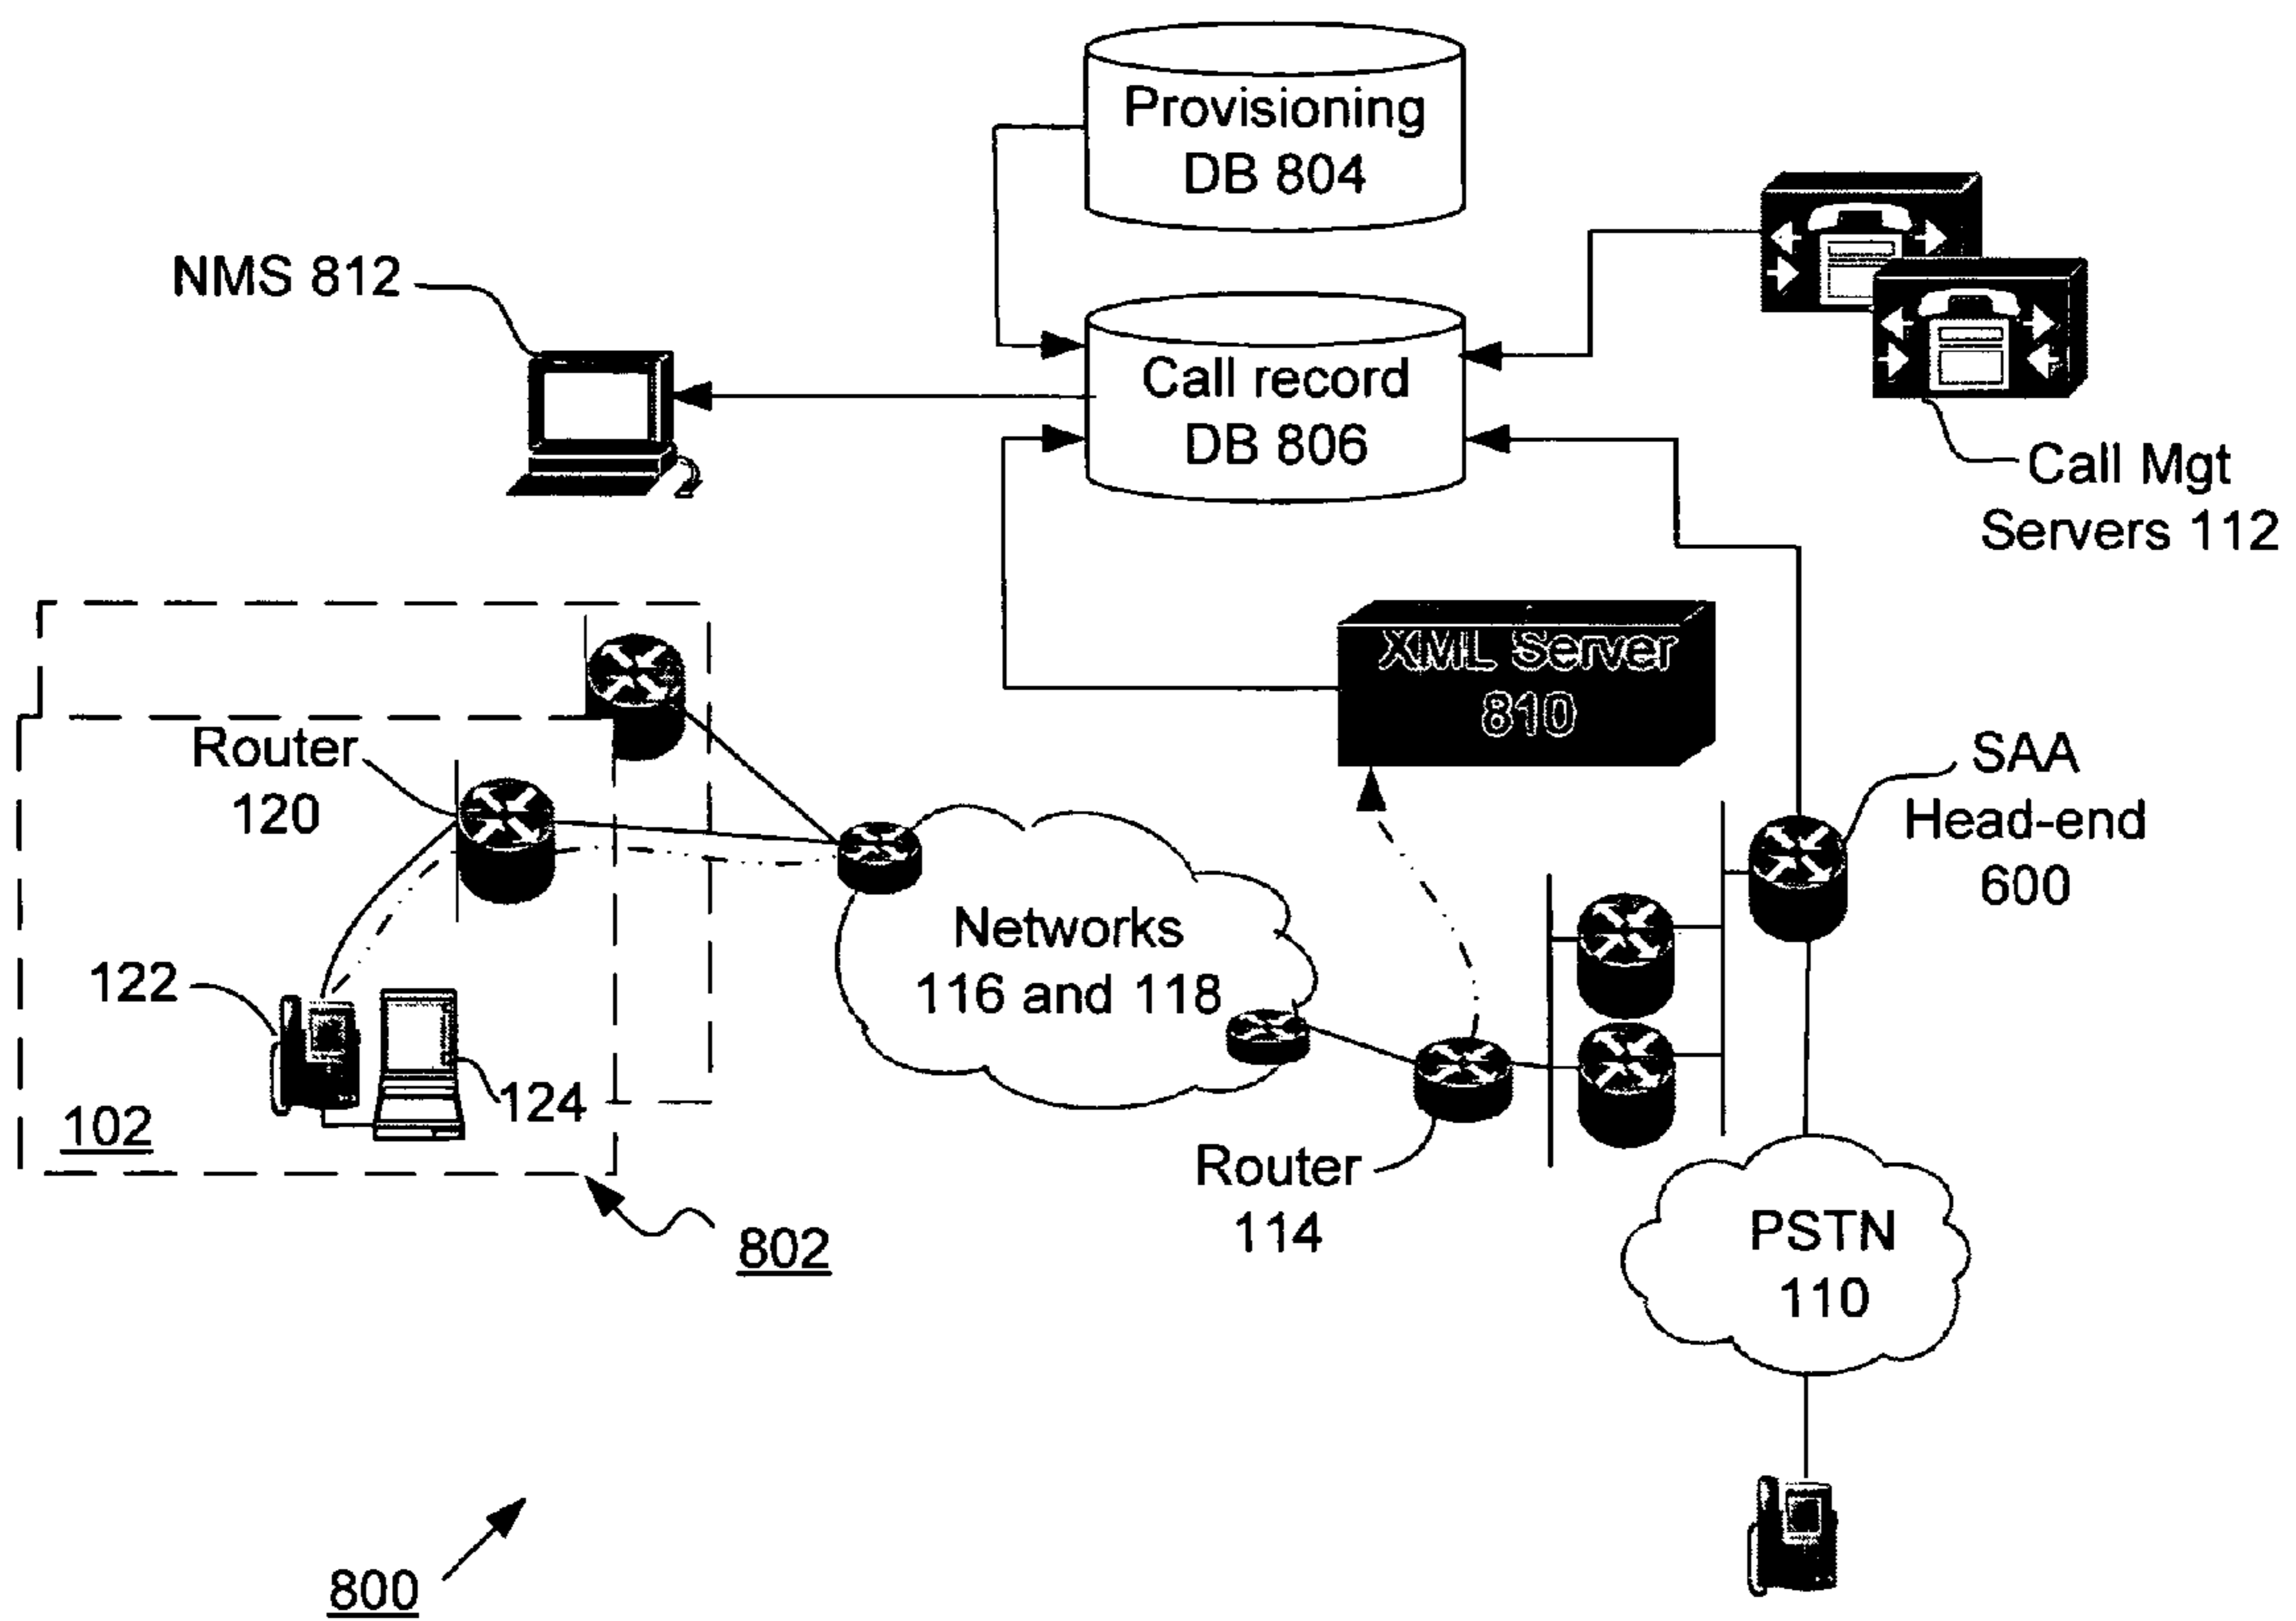 Provisioning
DB 804
NMS 812
Call record
DB 806
Call Mgt
Servers 112
XML Server
810
Router
120
SAA
Head-end
600
Networks
116 and 118
122
124
102
Router
114
802
PSTN
110
800